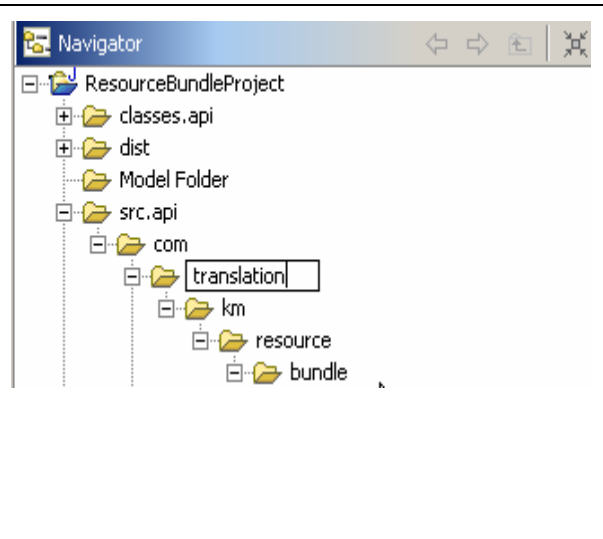 Navigator
ResourceBundleProject
classes.api
dist
Model Folder
src.api
com
translation
km
resource
bundle